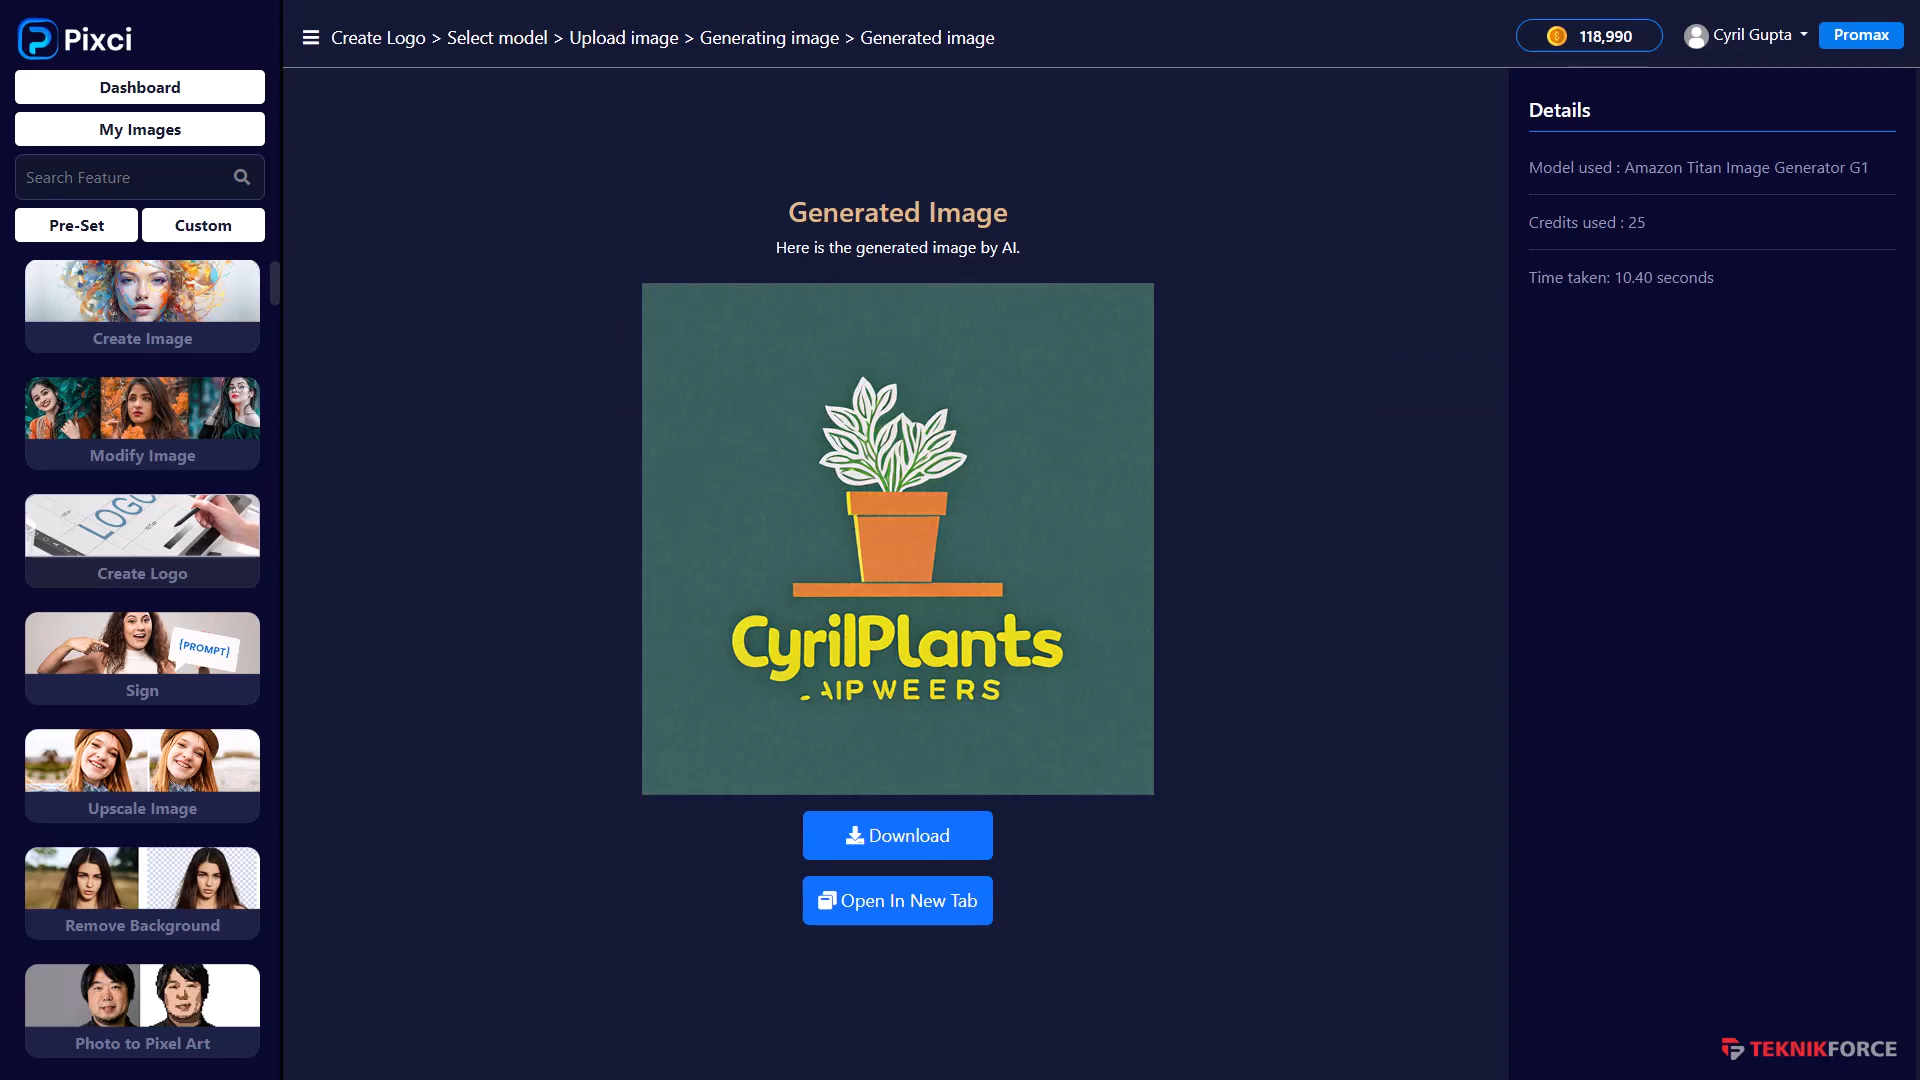 Pixci
Dashboard
My Images
Search Feature
Pre-Set
Custom
Create Image
Modify Image
LOGO
Create Logo
{PROMPT}
Sign
Upscale Image
Remove Background
Photo to Pixel Art
Create Logo > Select model > Upload image > Generating image > Generated image
118,990
Cyril Gupta
Promax
Generated Image
Here is the generated image by AI.
CyrilPlants
AIPWEERS
Download
Open In New Tab
Details
Model used : Amazon Titan Image Generator G1
Credits used : 25
Time taken: 10.40 seconds
TEKNIKFORCE